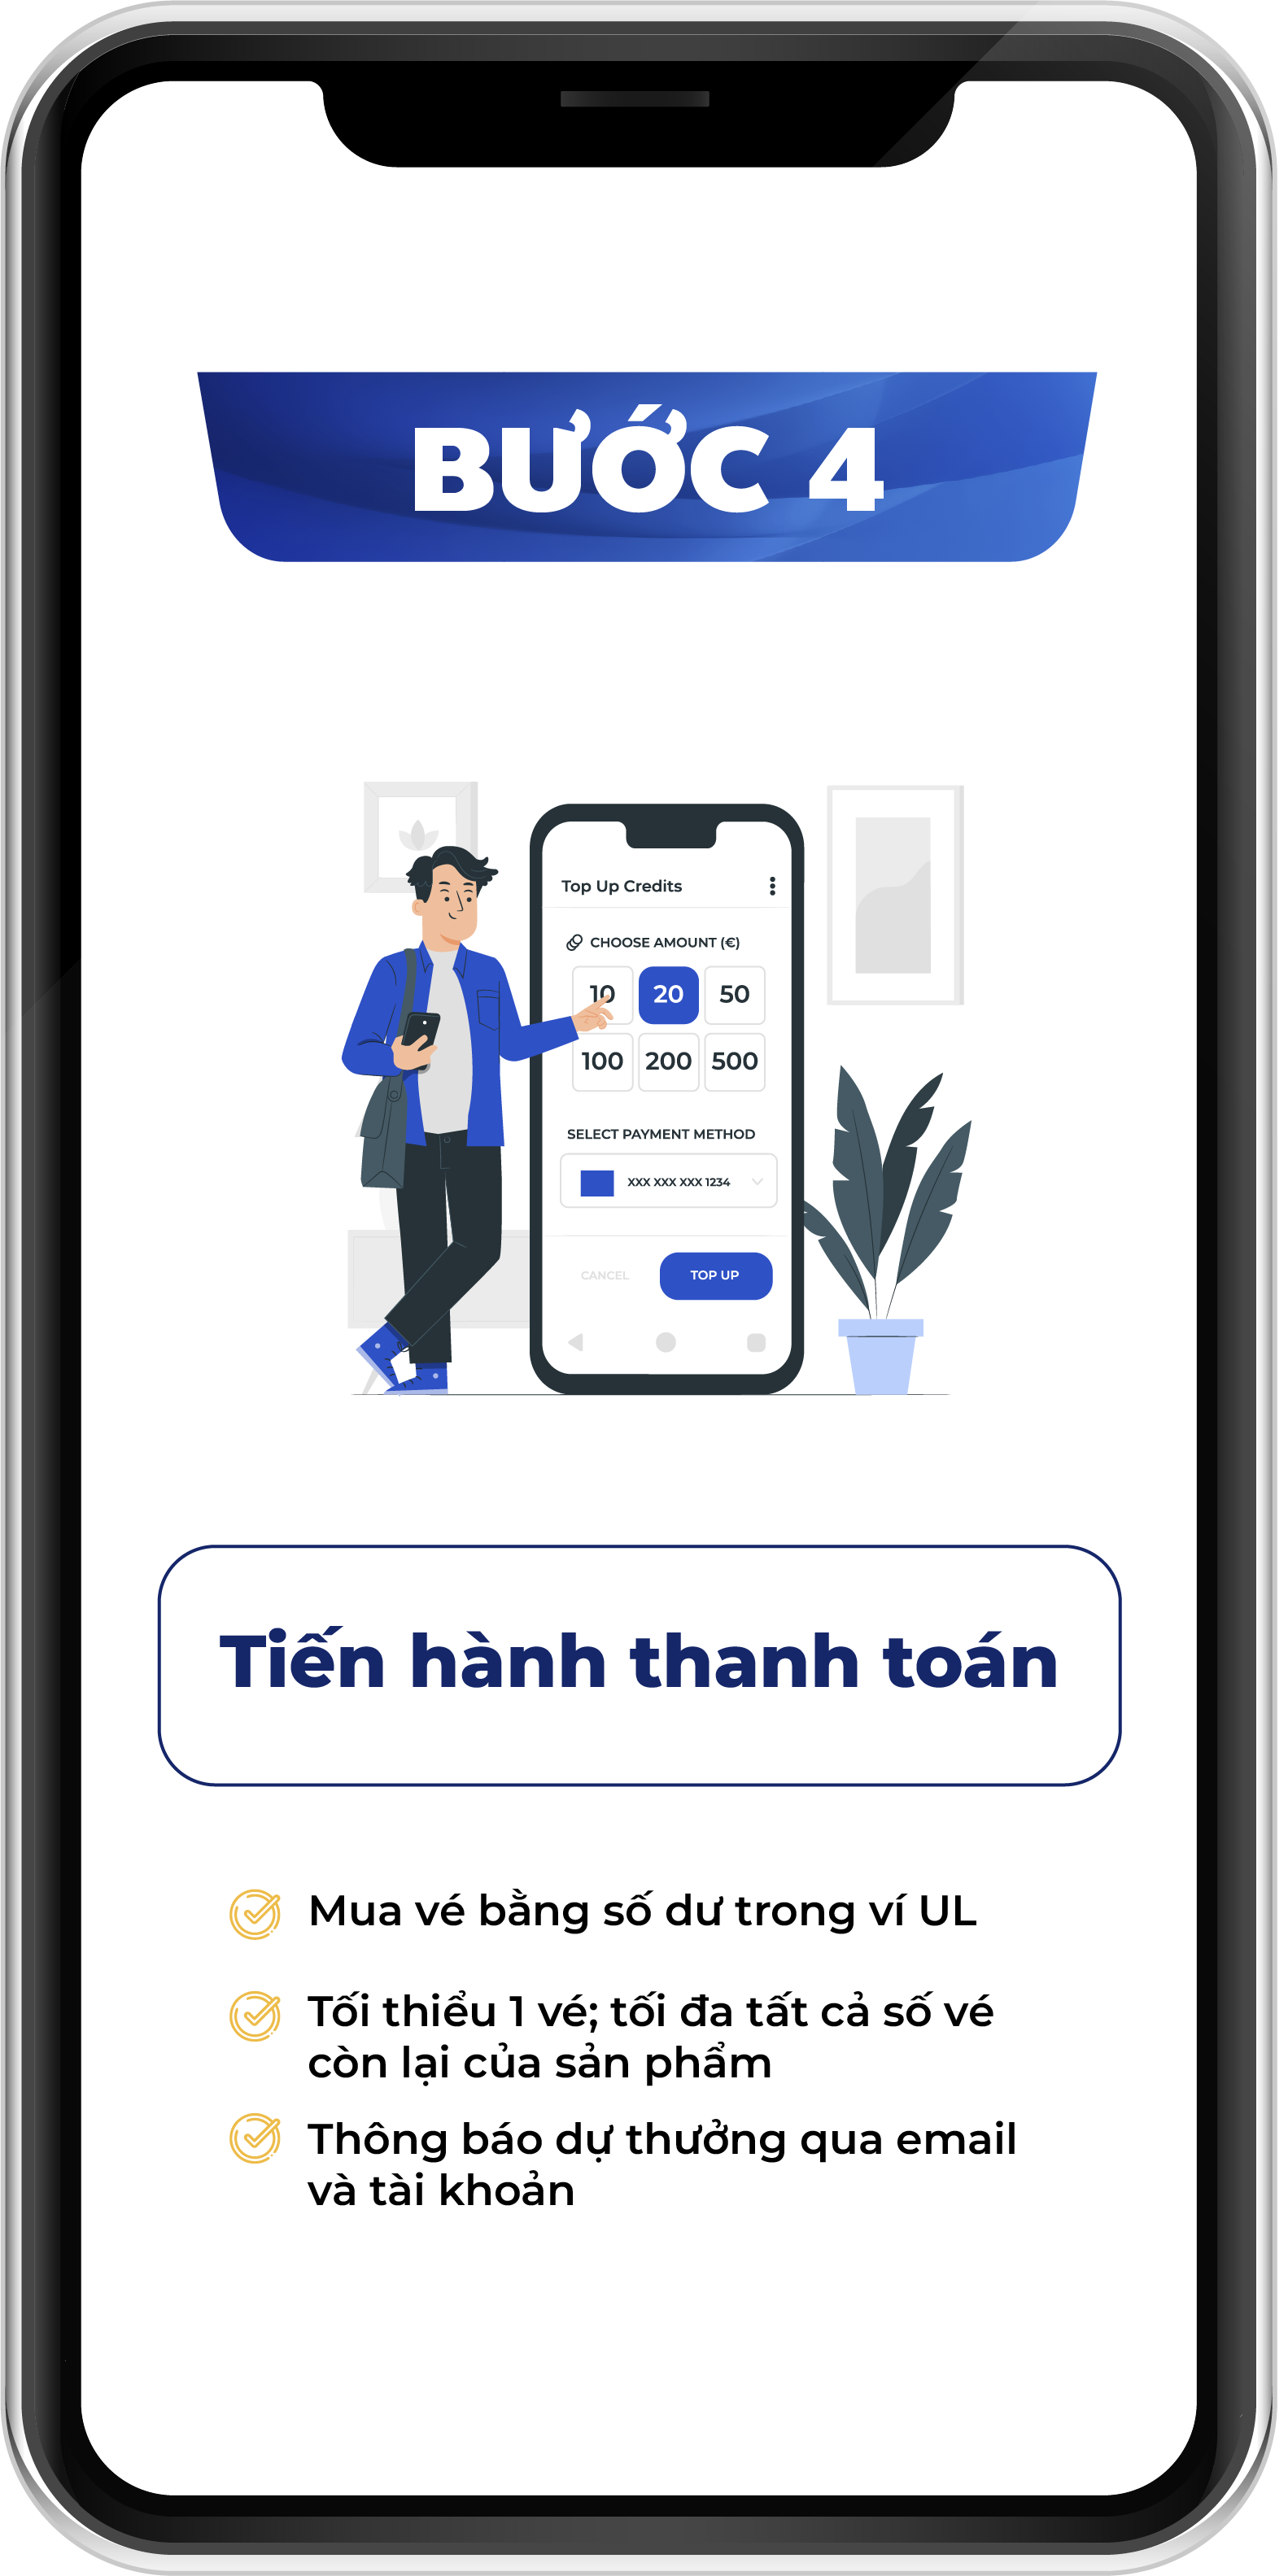 BƯỚC 4
Top Up Credits
CHOOSE AMOUNT (€)
10 20 50
100 200 500
SELECT PAYMENT METHOD
XXX XXX XXX 1234
CANCEL TOP UP
Tiến hành thanh toán
Mua vé bằng số dư trong ví UL
Tối thiểu 1 vé; tối đa tất cả số vé
còn lại của sản phẩm
Thông báo dự thưởng qua email
và tài khoản